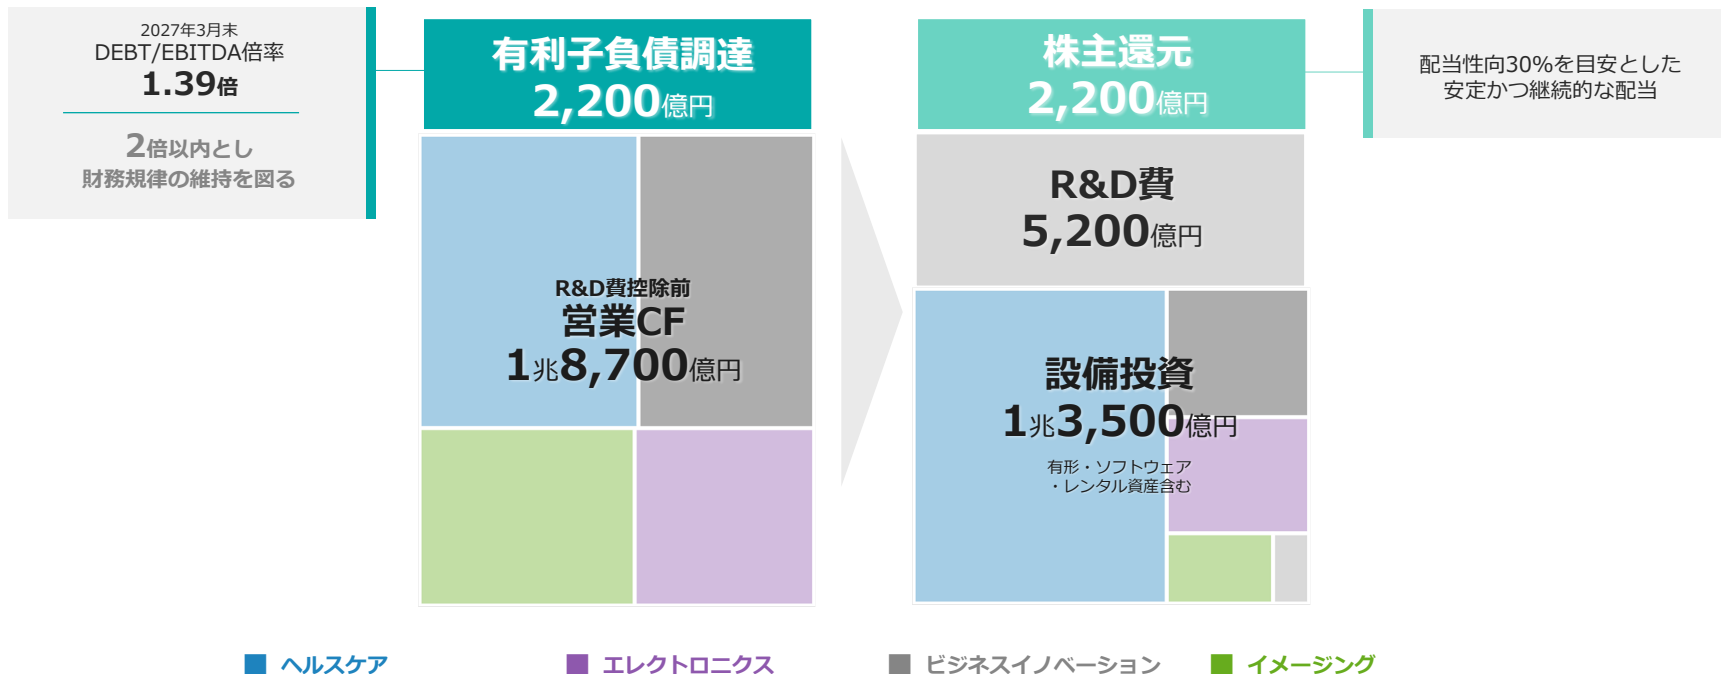 2027年3月末
DEBT/EBITDA倍率
1.39倍
2倍以内とし
財務規律の維持を図る
有利子負債調達
2,200億円
R&D費控除前
営業CF
1兆8,700億円
株主還元
2,200億円
配当性向30%を目安とした
安定かつ継続的な配当
R&D費
5,200億円
設備投資
1兆3,500億円
有形・ソフトウェア
・レンタル資産含む
ヘルスケア
エレクトロニクス
ビジネスイノベーション
イメージング